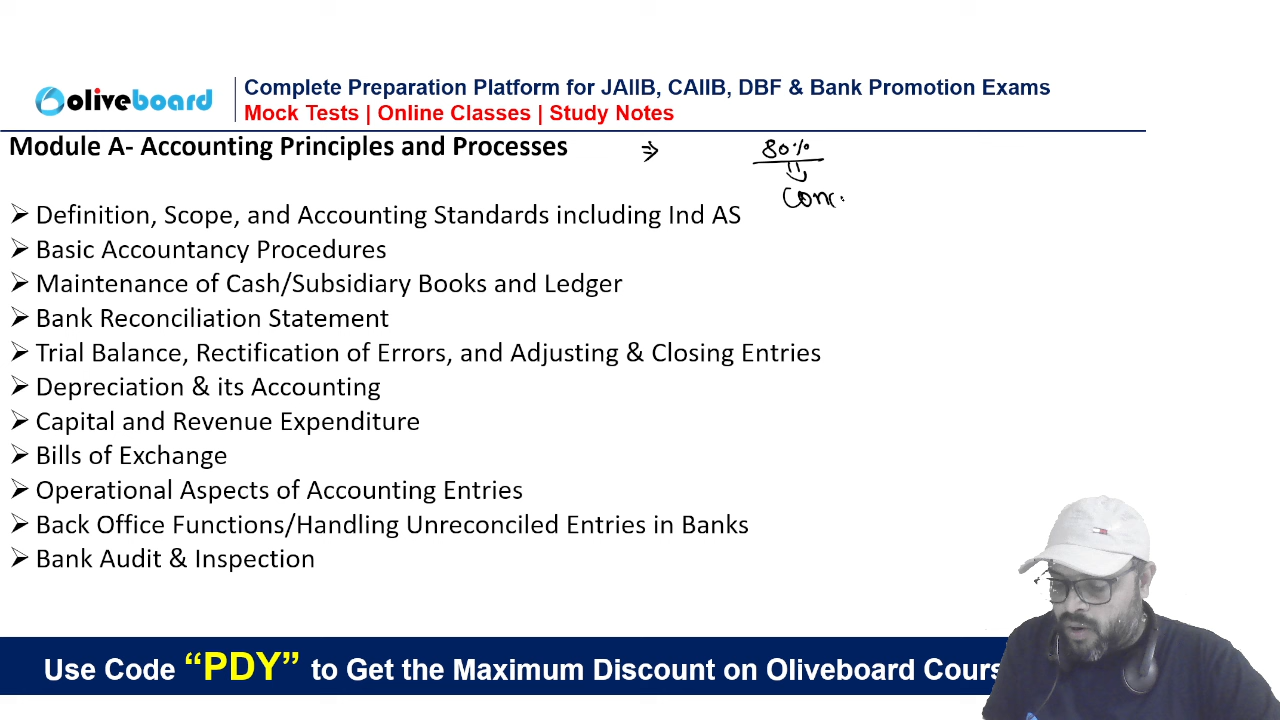 oliveboard
Complete Preparation Platform for JAIIB, CAIIB, DBF & Bank Promotion Exams
Mock Tests | Online Classes | Study Notes
Module A- Accounting Principles and Processes
80%
Conc
➢ Definition, Scope, and Accounting Standards including Ind AS
➢ Basic Accountancy Procedures
➢ Maintenance of Cash/Subsidiary Books and Ledger
➢ Bank Reconciliation Statement
➢ Trial Balance, Rectification of Errors, and Adjusting & Closing Entries
➢ Depreciation & its Accounting
➢ Capital and Revenue Expenditure
➢ Bills of Exchange
➢ Operational Aspects of Accounting Entries
➢ Back Office Functions/Handling Unreconciled Entries in Banks
➢ Bank Audit & Inspection
Use Code “PDY” to Get the Maximum Discount on Oliveboard Cours